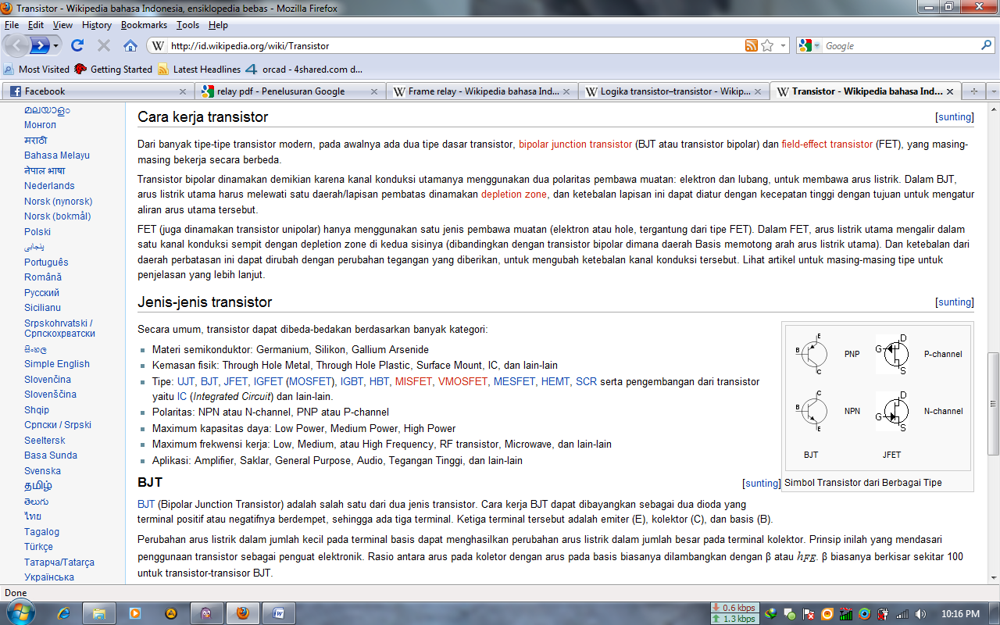 Transistor - Wikipedia bahasa Indonesia, ensiklopedia bebas - Mozilla Firefox
File Edit View History Bookmarks Tools Help
W http://id.wikipedia.org/wiki/Transistor Google
Most Visited Getting Started Latest Headlines orcad - 4shared.com d...
Facebook relay pdf - Penelusuran Google Frame relay - Wikipedia bahasa Ind... Logika transistor–transistor - Wikip... Transistor - Wikipedia bahasa Ind...
മലയാളം
Монгол
मराठी
Bahasa Melayu
नेपाल भाषा
Nederlands
Norsk (nynorsk)
Norsk (bokmål)
Polski
پنجابی
Português
Română
Русский
Sicilianu
Srpskohrvatski /
Српскохрватски
සිංහල
Simple English
Slovenčina
Slovenščina
Shqip
Српски / Srpski
Seeltersk
Basa Sunda
Svenska
தமிழ்
తెలుగు
ไทย
Tagalog
Türkçe
Татарча/Tatarça
Українська
Cara kerja transistor [sunting]
Dari banyak tipe-tipe transistor modern, pada awalnya ada dua tipe dasar transistor, bipolar junction transistor (BJT atau transistor bipolar) dan field-effect transistor (FET), yang masing-
masing bekerja secara berbeda.
Transistor bipolar dinamakan demikian karena kanal konduksi utamanya menggunakan dua polaritas pembawa muatan: elektron dan lubang, untuk membawa arus listrik. Dalam BJT,
arus listrik utama harus melewati satu daerah/lapisan pembatas dinamakan depletion zone, dan ketebalan lapisan ini dapat diatur dengan kecepatan tinggi dengan tujuan untuk mengatur
aliran arus utama tersebut.
FET (juga dinamakan transistor unipolar) hanya menggunakan satu jenis pembawa muatan (elektron atau hole, tergantung dari tipe FET). Dalam FET, arus listrik utama mengalir dalam
satu kanal konduksi sempit dengan depletion zone di kedua sisinya (dibandingkan dengan transistor bipolar dimana daerah Basis memotong arah arus listrik utama). Dan ketebalan dari
daerah perbatasan ini dapat dirubah dengan perubahan tegangan yang diberikan, untuk mengubah ketebalan kanal konduksi tersebut. Lihat artikel untuk masing-masing tipe untuk
penjelasan yang lebih lanjut.
Jenis-jenis transistor [sunting]
Secara umum, transistor dapat dibeda-bedakan berdasarkan banyak kategori:
Materi semikonduktor: Germanium, Silikon, Gallium Arsenide
Kemasan fisik: Through Hole Metal, Through Hole Plastic, Surface Mount, IC, dan lain-lain
Tipe: UJT, BJT, JFET, IGFET (MOSFET), IGBT, HBT, MISFET, VMOSFET, MESFET, HEMT, SCR serta pengembangan dari transistor
yaitu IC (Integrated Circuit) dan lain-lain.
Polaritas: NPN atau N-channel, PNP atau P-channel
Maximum kapasitas daya: Low Power, Medium Power, High Power
Maximum frekwensi kerja: Low, Medium, atau High Frequency, RF transistor, Microwave, dan lain-lain
Aplikasi: Amplifier, Saklar, General Purpose, Audio, Tegangan Tinggi, dan lain-lain
E D
B PNP G P-channel
C S
C D
B NPN G N-channel
E S
BJT JFET
Simbol Transistor dari Berbagai Tipe
BJT [sunting]
BJT (Bipolar Junction Transistor) adalah salah satu dari dua jenis transistor. Cara kerja BJT dapat dibayangkan sebagai dua dioda yang
terminal positif atau negatifnya berdempet, sehingga ada tiga terminal. Ketiga terminal tersebut adalah emiter (E), kolektor (C), dan basis (B).
Perubahan arus listrik dalam jumlah kecil pada terminal basis dapat menghasilkan perubahan arus listrik dalam jumlah besar pada terminal kolektor. Prinsip inilah yang mendasari
penggunaan transistor sebagai penguat elektronik. Rasio antara arus pada koletor dengan arus pada basis biasanya dilambangkan dengan β atau hFE. β biasanya berkisar sekitar 100
untuk transistor-transisor BJT.
Done
0.6 kbps
1.3 kbps
10:16 PM